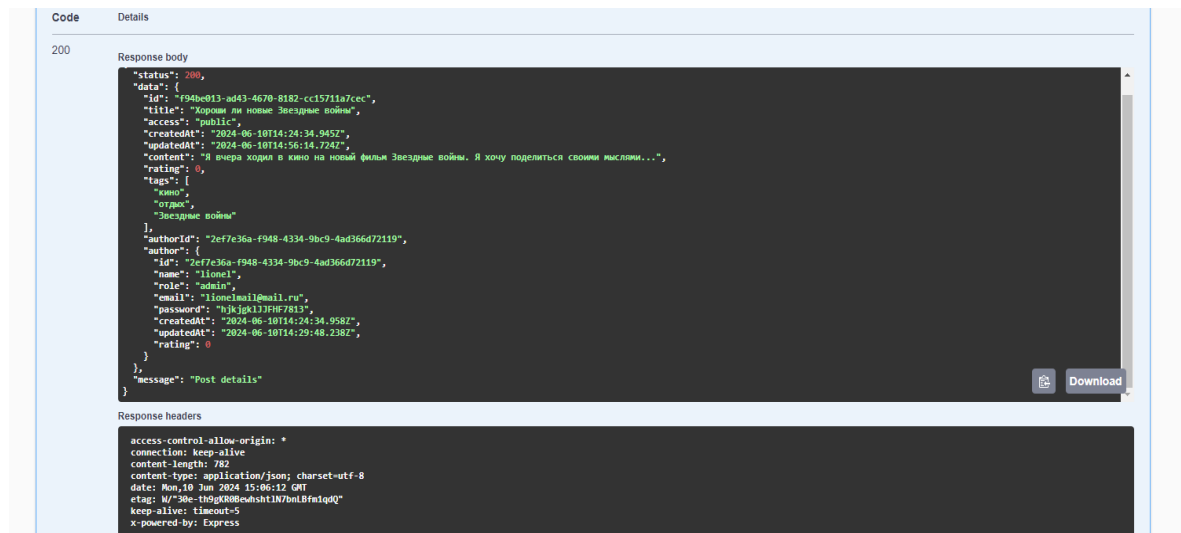 Code Details
200
Response body
"status": 200,
"data": {
"id": "f94be013-ad43-4670-8182-cc15711a7cec",
"title": "Хороши ли новые Звездные войны",
"access": "public",
"createdAt": "2024-06-10T14:24:34.945Z",
"updatedAt": "2024-06-10T14:56:14.724Z",
"content": "Я вчера ходил в кино на новый фильм Звездные войны. Я хочу поделиться своими мыслями...",
"rating": 0,
"tags": [
"кино",
"отдых",
"Звездные войны"
],
"authorId": "2ef7e36a-f948-4334-9bc9-4ad366d72119",
"author": {
"id": "2ef7e36a-f948-4334-9bc9-4ad366d72119",
"name": "lionel",
"role": "admin",
"email": "lionelmail@mail.ru",
"password": "hjkjgklJJFHF7813",
"createdAt": "2024-06-10T14:24:34.958Z",
"updatedAt": "2024-06-10T14:29:48.238Z",
"rating": 0
}
},
"message": "Post details"
}
Download
Response headers
access-control-allow-origin: *
connection: keep-alive
content-length: 782
content-type: application/json; charset=utf-8
date: Mon,10 Jun 2024 15:06:12 GMT
etag: W/"30e-th9gKR0BewhshtlN7bnLBfm1qdQ"
keep-alive: timeout=5
x-powered-by: Express